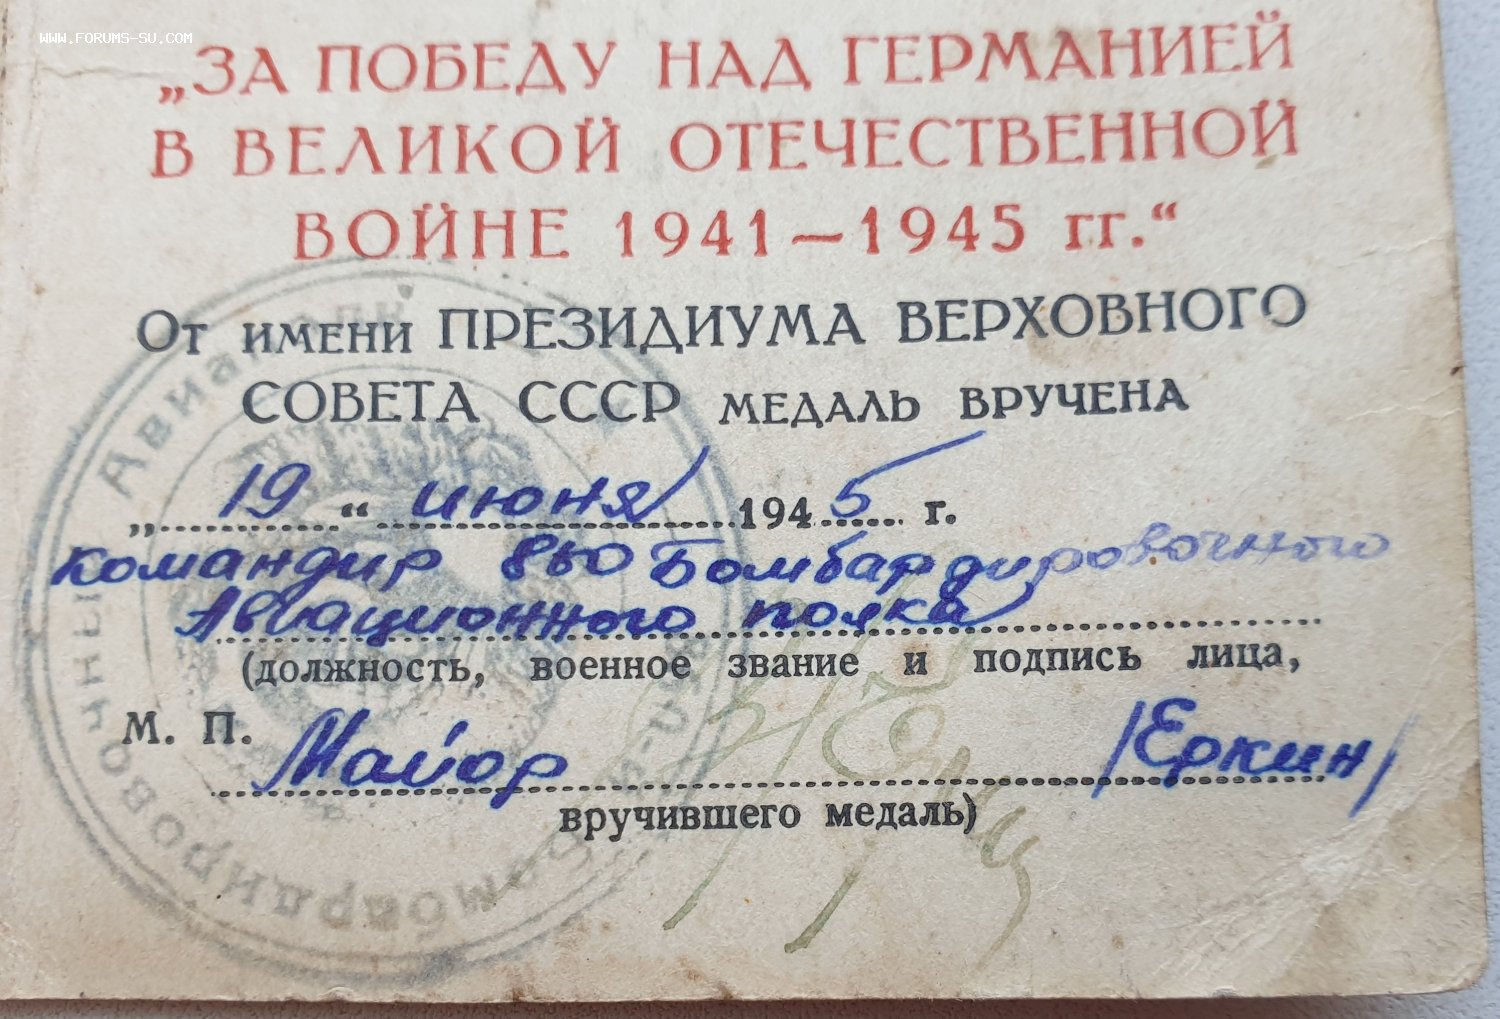 WWW.FORUMS-SU.COM
„ЗА ПОБЕДУ НАД ГЕРМАНИЕЙ
В ВЕЛИКОЙ ОТЕЧЕСТВЕННОЙ
ВОЙНЕ 1941—1945 гг.“
От имени ПРЕЗИДИУМА ВЕРХОВНОГО
СОВЕТА СССР МЕДАЛЬ ВРУЧЕНА
„19“ июня 1945 г.
командир 860 Бомбардировочного
Авиационного полка
(должность, военное звание и подпись лица,
М. П. Майор /Еркин/
вручившего медаль)